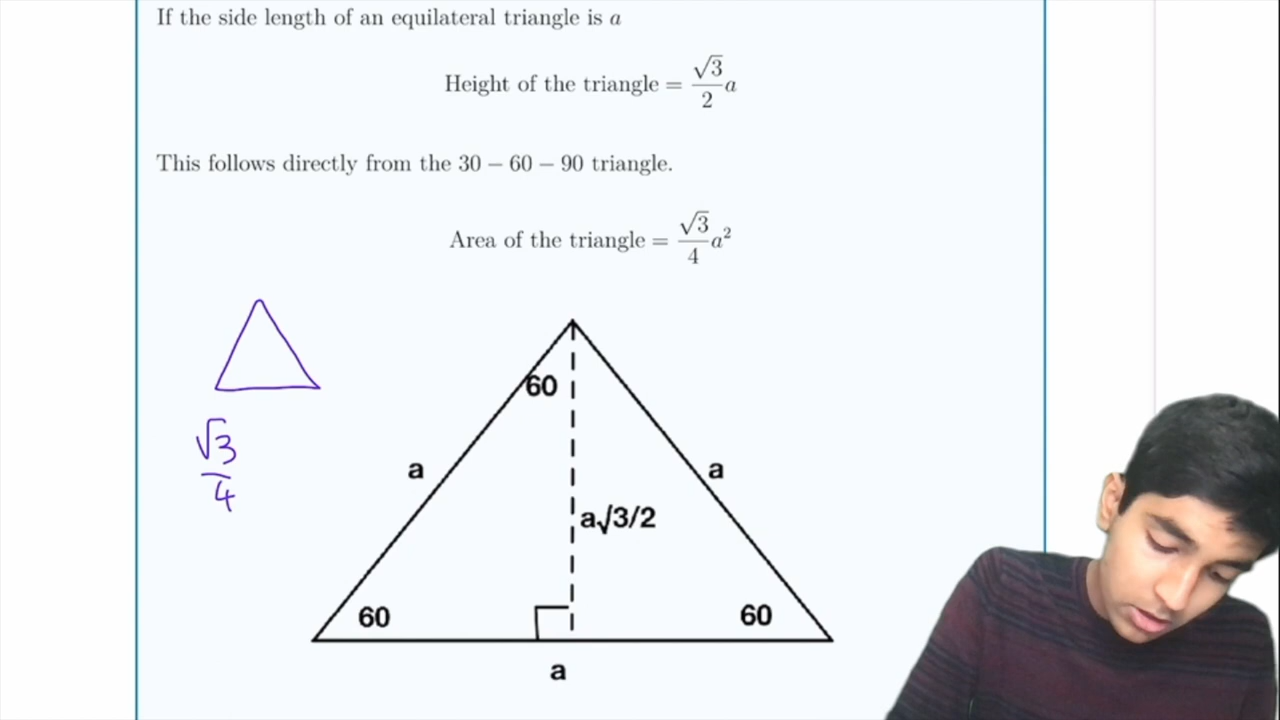 If the side length of an equilateral triangle is a
Height of the triangle = √3/2 a
This follows directly from the 30 – 60 – 90 triangle.
Area of the triangle = √3/4 a²
60
√3
4
a
a
a√3/2
60
60
a